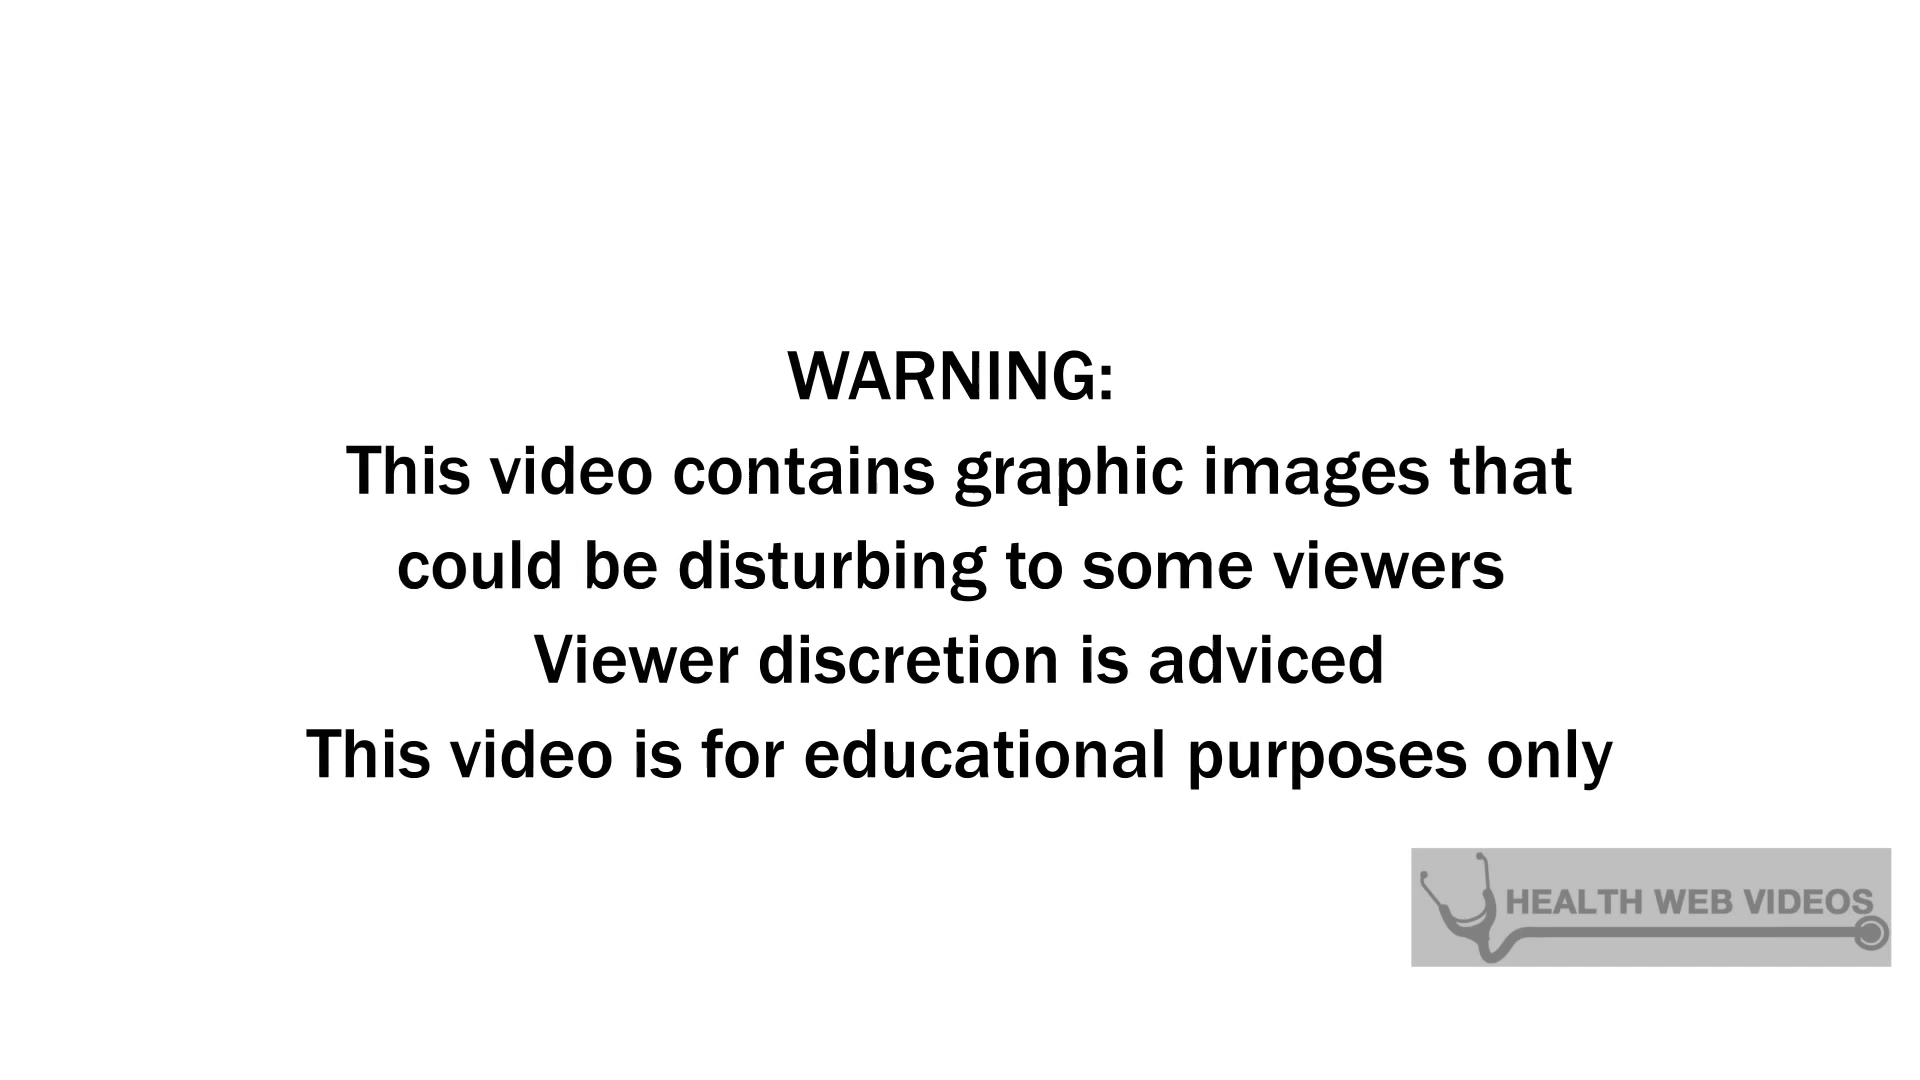 WARNING:
This video contains graphic images that
could be disturbing to some viewers
Viewer discretion is adviced
This video is for educational purposes only
HEALTH WEB VIDEOS